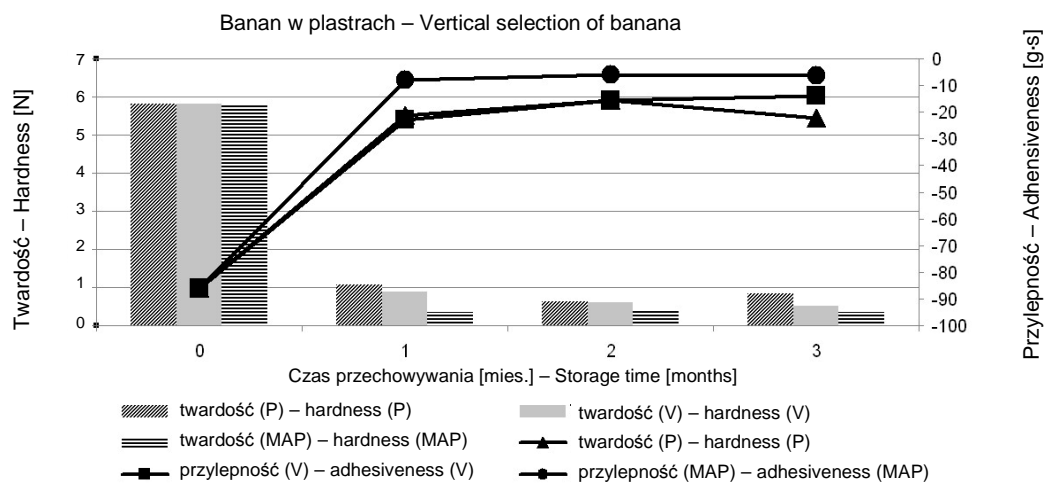 Banan w plastrach – Vertical selection of banana
Twardość – Hardness [N]
7
6
5
4
3
2
1
0
Przylepność – Adhensiveness [g·s]
-0
-10
-20
-30
-40
-50
-60
-70
-80
-90
-100
0 1 2 3
Czas przechowywania [mies.] – Storage time [months]
twardość (P) – hardness (P)
twardość (V) – hardness (V)
twardość (MAP) – hardness (MAP)
twardość (P) – hardness (P)
przylepność (V) – adhesiveness (V)
przylepność (MAP) – adhesiveness (MAP)